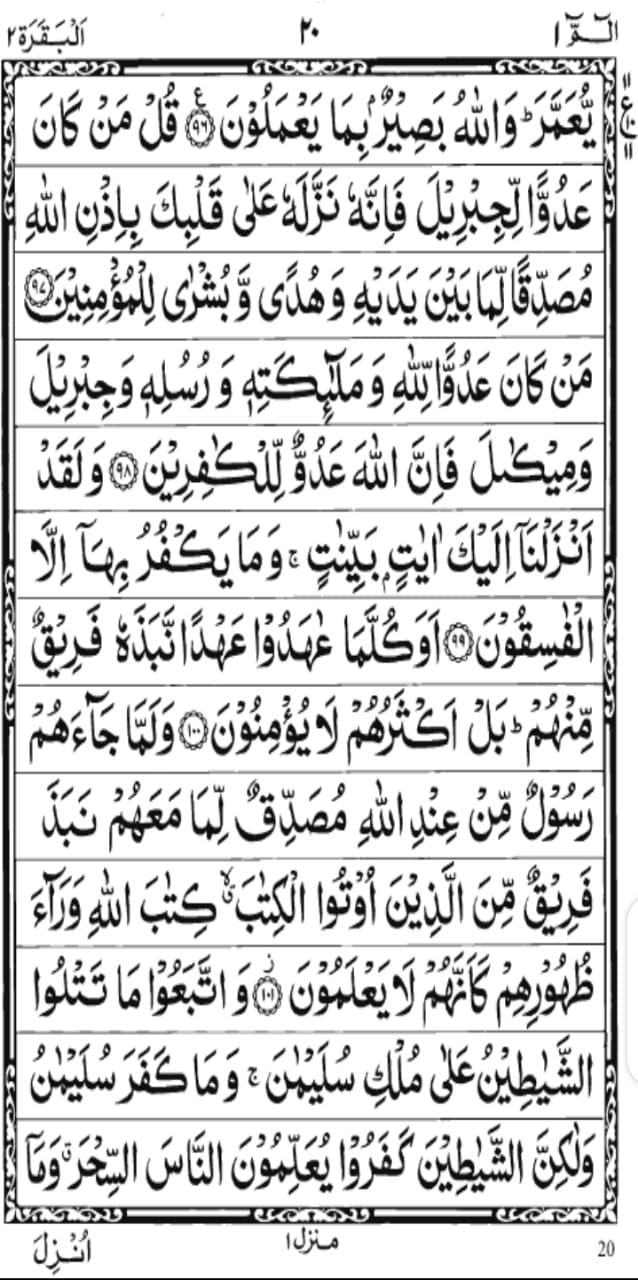 الٓمّٓ ١ ٢٠ اَلْبَقَرَة ٢
يُّعَمَّرَ ؕ وَاللّٰهُ بَصِيْرٌۢ بِمَا يَعْمَلُوْنَ ﴿٩٦﴾ۧ قُلْ مَنْ كَانَ
عَدُوًّا لِّجِبْرِيْلَ فَاِنَّهٗ نَزَّلَهٗ عَلٰى قَلْبِكَ بِاِذْنِ اللّٰهِ
مُصَدِّقًا لِّمَا بَيْنَ يَدَيْهِ وَ هُدًى وَّ بُشْرٰى لِلْمُؤْمِنِيْنَ ﴿٩٧﴾
مَنْ كَانَ عَدُوًّا لِّلّٰهِ وَ مَلٰٓئِكَتِهٖ وَ رُسُلِهٖ وَ جِبْرِيْلَ
وَمِيْكٰىلَ فَاِنَّ اللّٰهَ عَدُوٌّ لِّلْكٰفِرِيْنَ ﴿٩٨﴾ وَ لَقَدْ
اَنْزَلْنَاۤ اِلَيْكَ اٰيٰتٍۭ بَيِّنٰتٍ ۚ وَ مَا يَكْفُرُ بِهَاۤ اِلَّا
الْفٰسِقُوْنَ ﴿٩٩﴾ اَوَ كُلَّمَا عٰهَدُوْا عَهْدًا نَّبَذَهٗ فَرِيْقٌ
مِّنْهُمْ ؕ بَلْ اَكْثَرُهُمْ لَا يُؤْمِنُوْنَ ﴿١٠٠﴾ وَلَمَّا جَآءَهُمْ
رَسُوْلٌ مِّنْ عِنْدِ اللّٰهِ مُصَدِّقٌ لِّمَا مَعَهُمْ نَبَذَ
فَرِيْقٌ مِّنَ الَّذِيْنَ اُوْتُوا الْكِتٰبَ ۙق كِتٰبَ اللّٰهِ وَرَآءَ
ظُهُوْرِهِمْ كَاَنَّهُمْ لَا يَعْلَمُوْنَ ﴿١٠١﴾ز وَ اتَّبَعُوْا مَا تَتْلُوا
الشَّيٰطِيْنُ عَلٰى مُلْكِ سُلَيْمٰنَ ۚ وَ مَا كَفَرَ سُلَيْمٰنُ
وَلٰكِنَّ الشَّيٰطِيْنَ كَفَرُوْا يُعَلِّمُوْنَ النَّاسَ السِّحْرَ ق وَمَاۤ
اُنْزِلَ منزل ١ 20